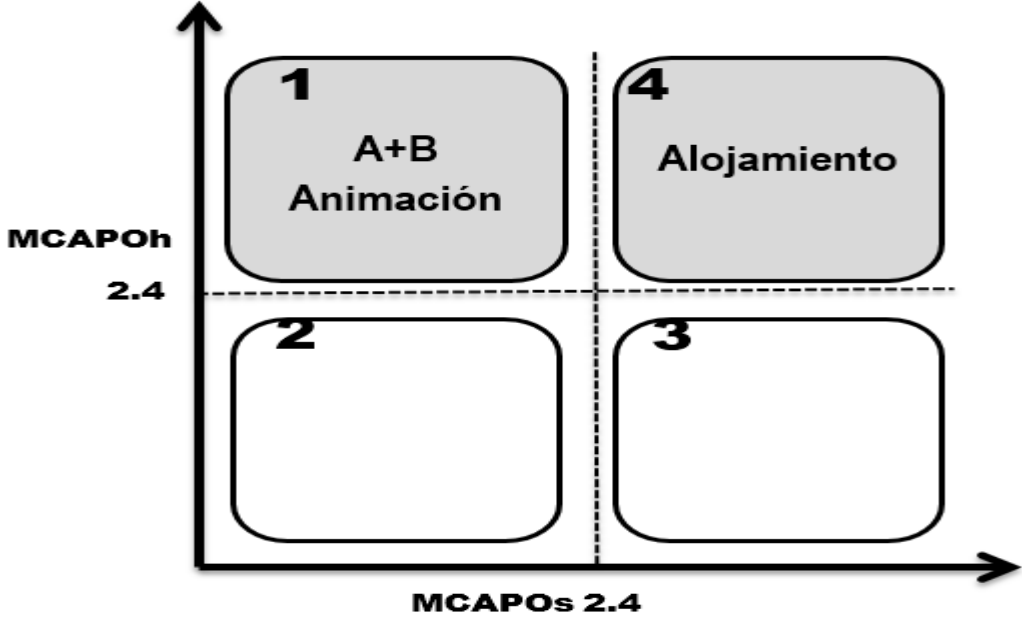 1
A+B
Animación
4
Alojamiento
MCAPOh
2.4
2
3
MCAPOs 2.4